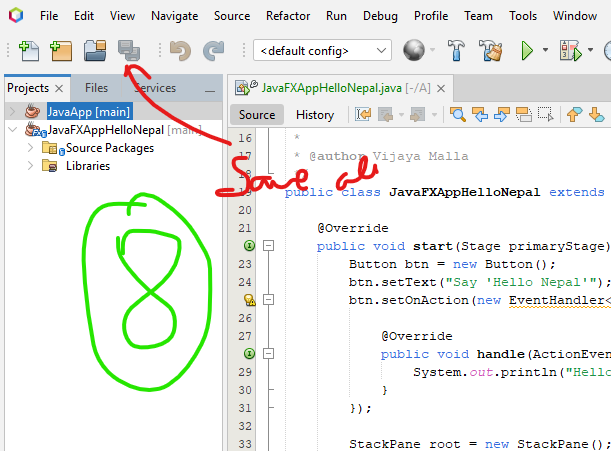 File Edit View Navigate Source Refactor Run Debug Profile Team Tools Window
<default config>
Projects Files Services
JavaFXAppHelloNepal.java [-/A]
JavaApp [main]
JavaFXAppHelloNepal [main]
Source Packages
Libraries
Source History
Save all
8
16 *
17 * @author Vijaya Malla
18
19 public class JavaFXAppHelloNepal extends
20
21 @Override
public void start(Stage primaryStage)
23 Button btn = new Button();
24 btn.setText("Say 'Hello Nepal'");
btn.setOnAction(new EventHandler<
26
27 @Override
public void handle(ActionEven
29 System.out.println("Hello
30 }
31 });
32
33 StackPane root = new StackPane();